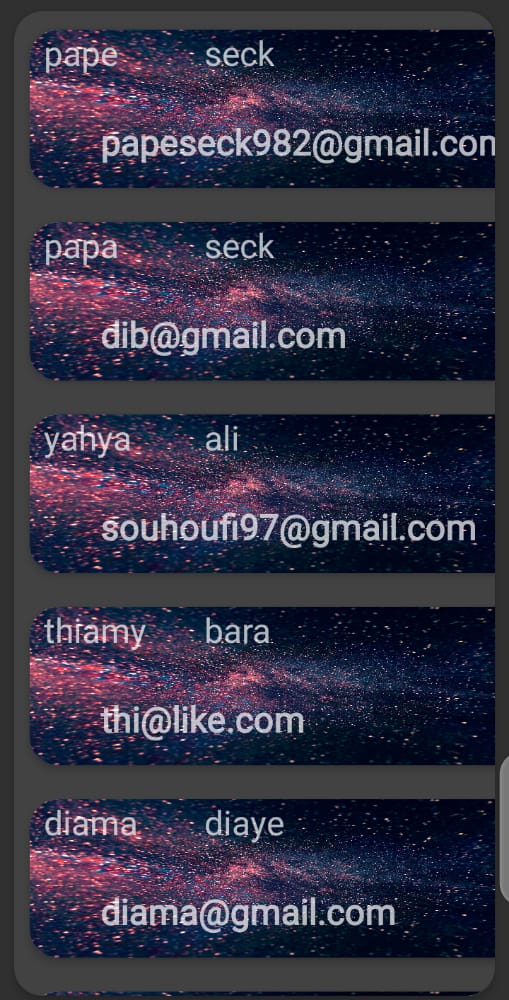 pape seck
papeseck982@gmail.com
papa seck
dib@gmail.com
yahya ali
souhoufi97@gmail.com
thiamy bara
thi@like.com
diama diaye
diama@gmail.com